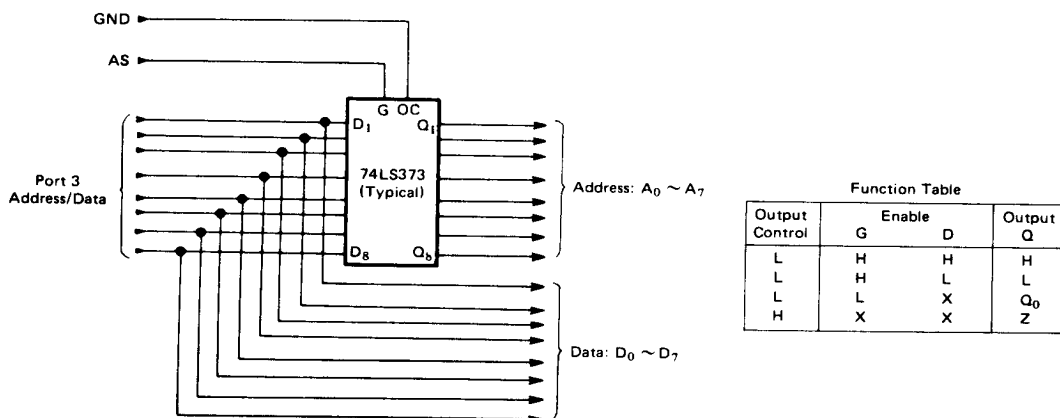 GND
AS
G OC
D1
Q1
74LS373
(Typical)
Port 3
Address/Data
Address: A0 ~ A7
D8
Q8
Data: D0 ~ D7
Function Table
Output Control
Enable
Output Q
G D
L H H H
L H L L
L L X Q0
H X X Z